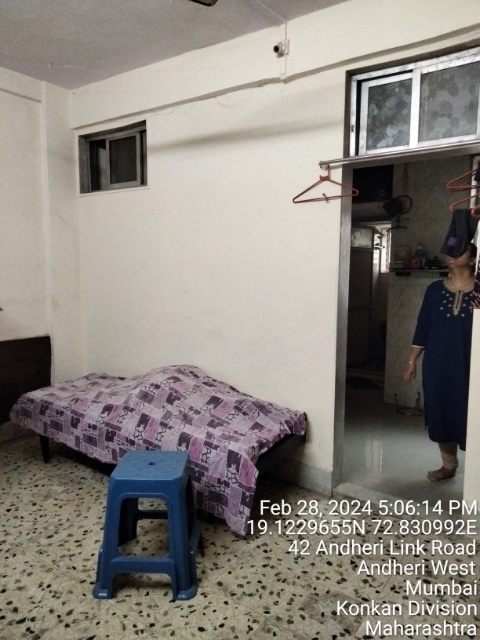 Feb 28, 2024 5:06:14 PM
19.1229655N 72.830992E
42 Andheri Link Road
Andheri West
Mumbai
Konkan Division
Maharashtra